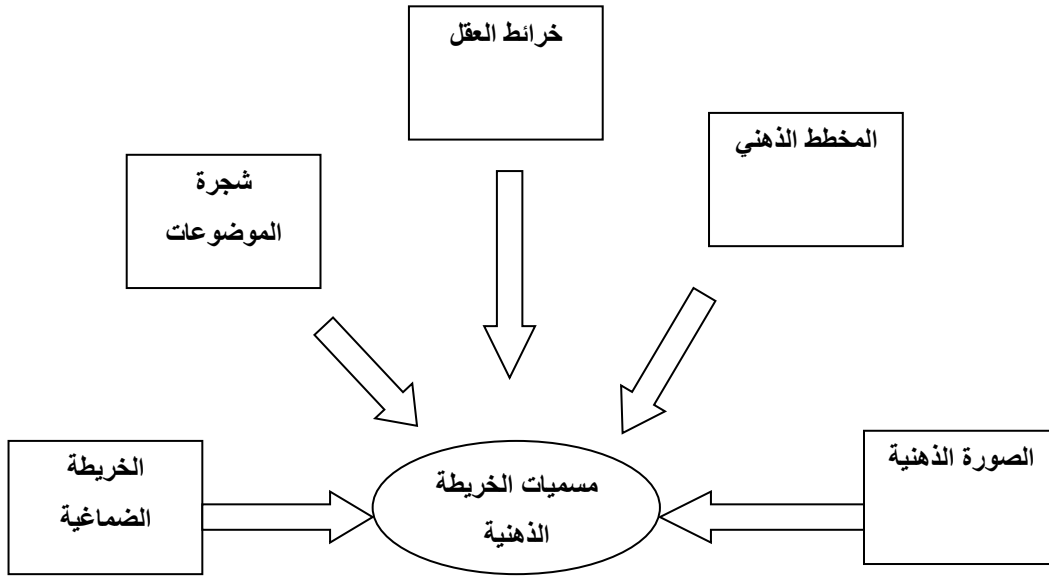 خرائط العقل
المخطط الذهني
شجرة
الموضوعات
الصورة الذهنية
مسميات الخريطة
الذهنية
الخريطة
الضماغية